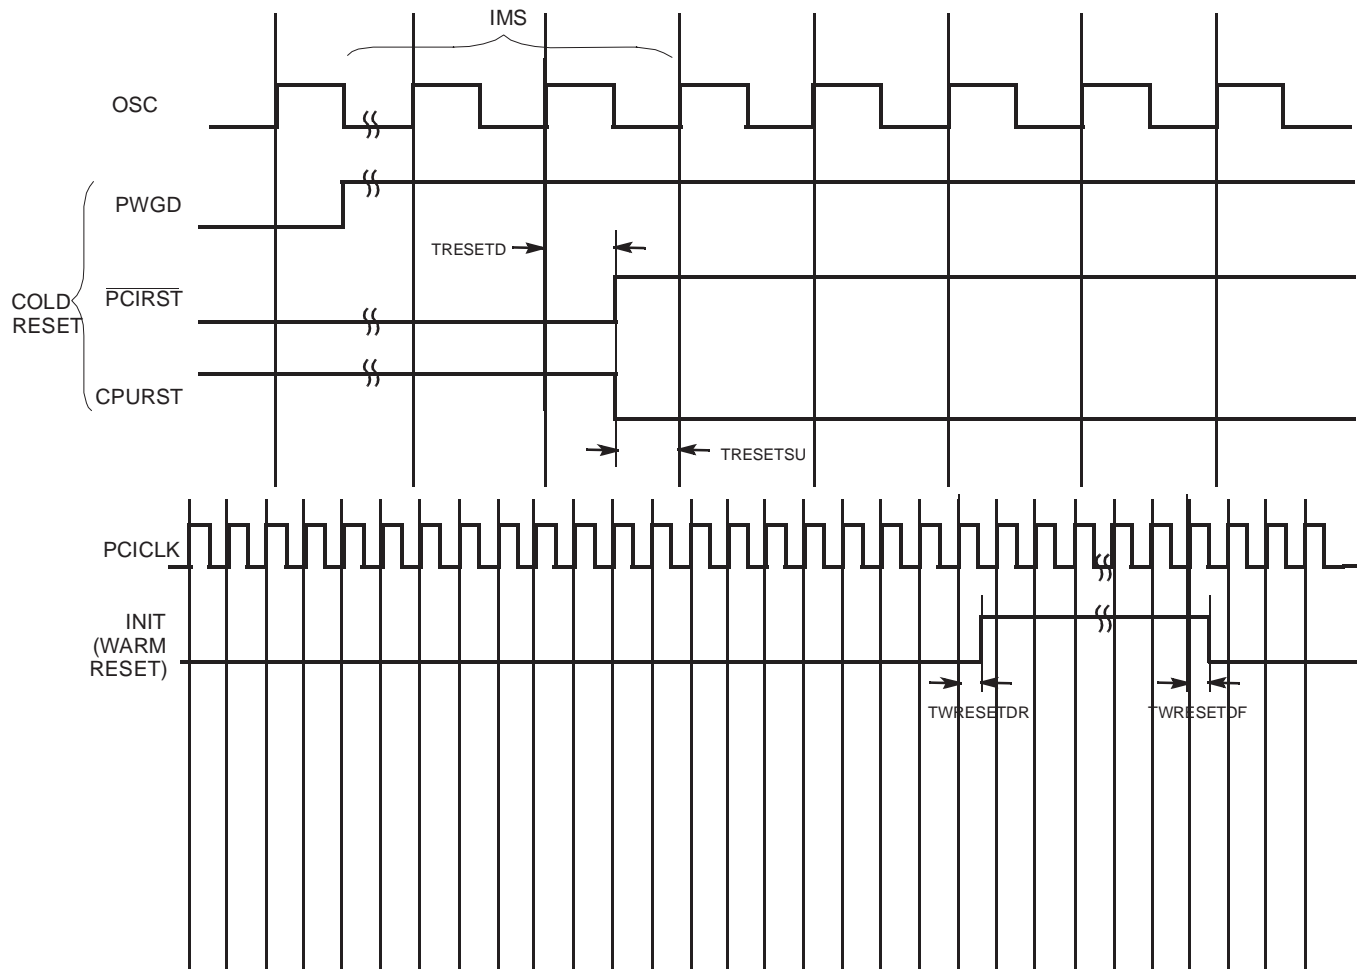 IMS
OSC
PWGD
TRESETD
PCIRST
COLD
RESET
CPURST
TRESETSU
PCICLK
INIT
(WARM
RESET)
TWRESETDR
TWRESETDF